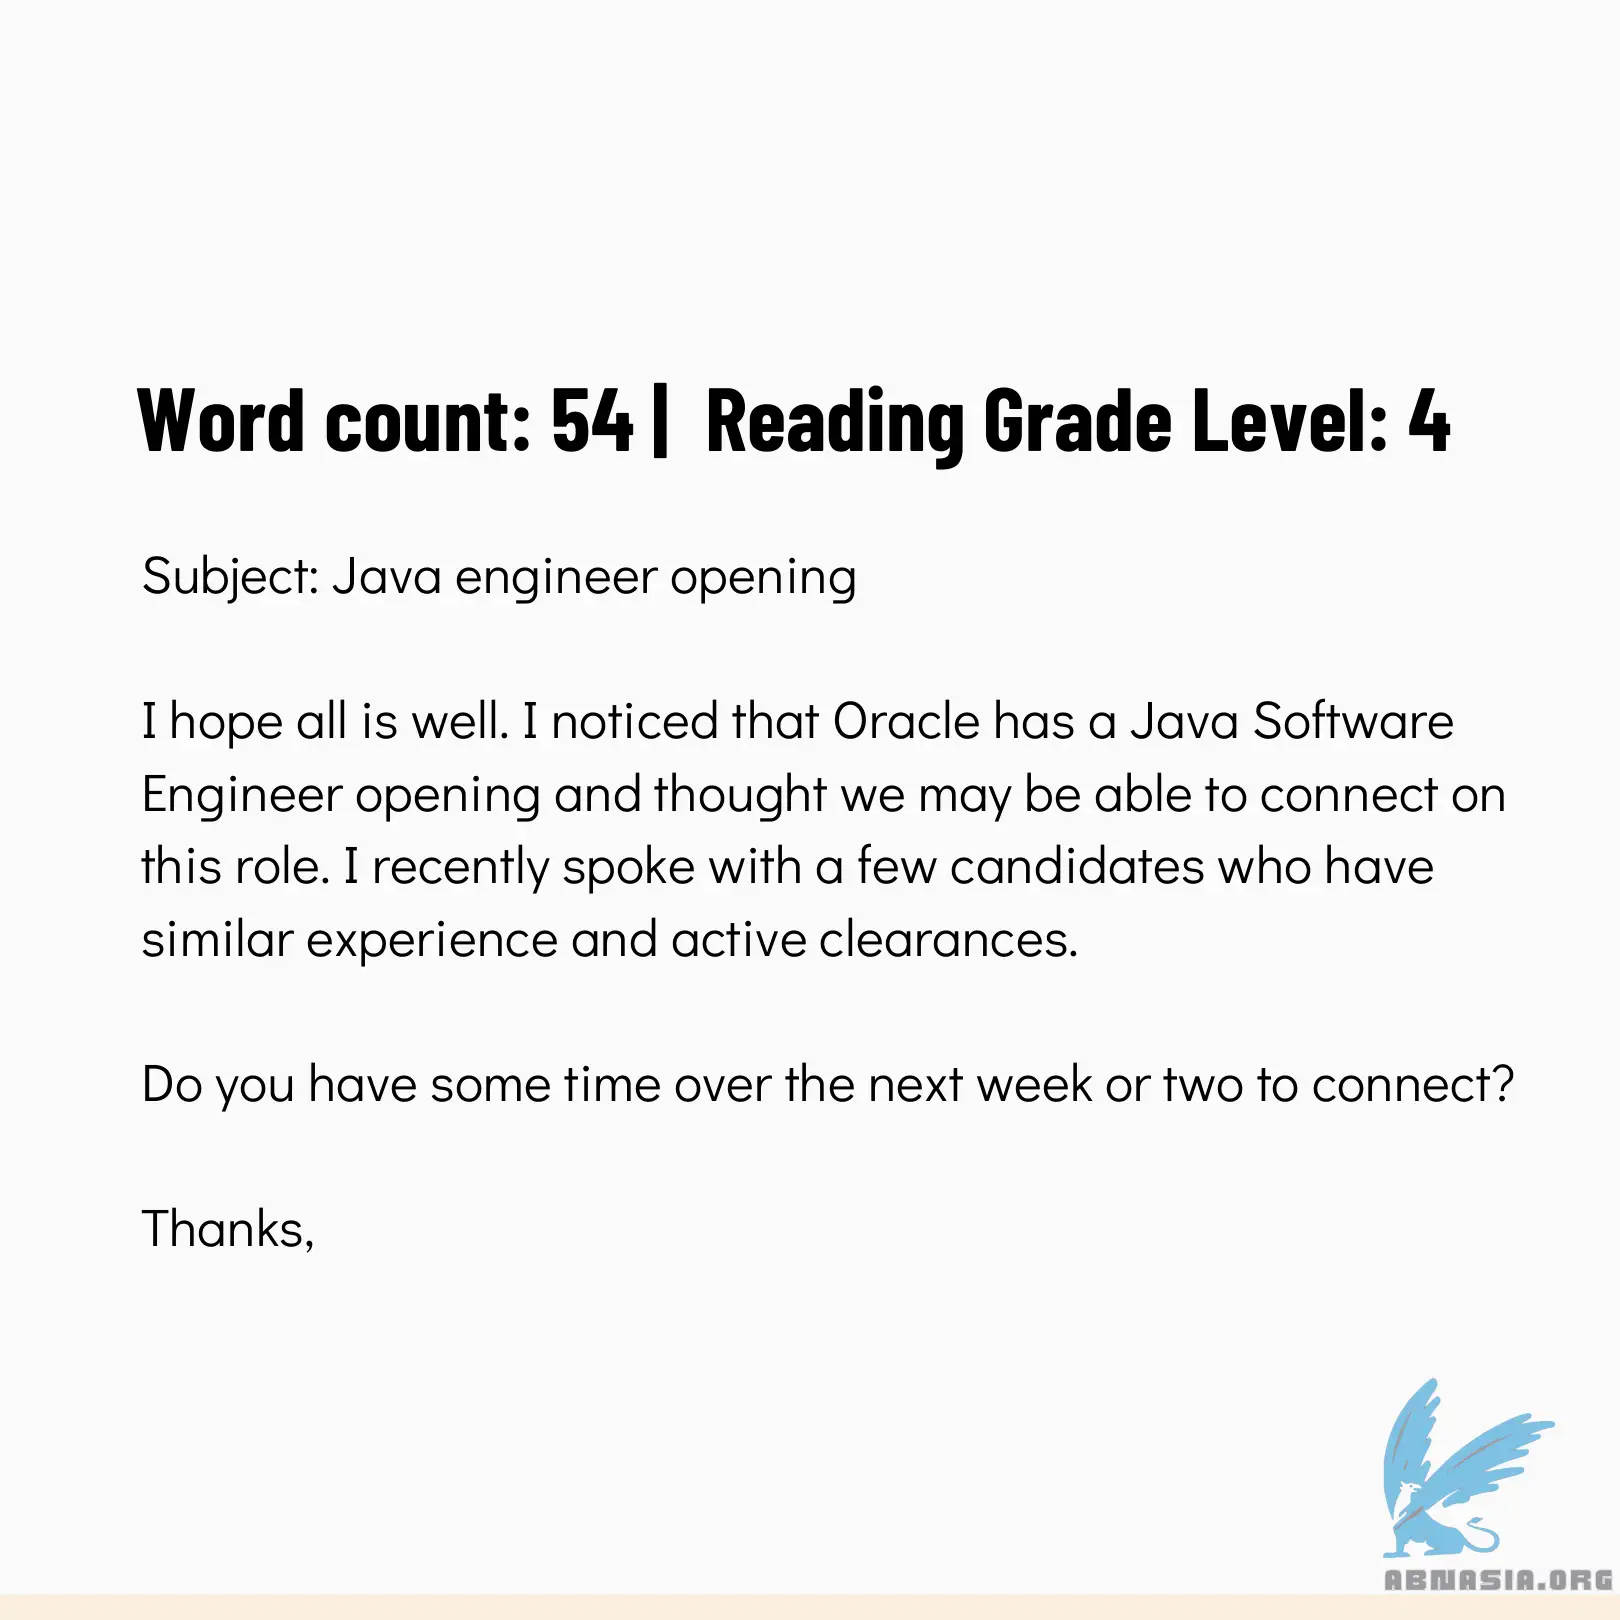 Word count: 54 | Reading Grade Level: 4
Subject: Java engineer opening
I hope all is well. I noticed that Oracle has a Java Software
Engineer opening and thought we may be able to connect on
this role. I recently spoke with a few candidates who have
similar experience and active clearances.
Do you have some time over the next week or two to connect?
Thanks,
ABNASIA.ORG